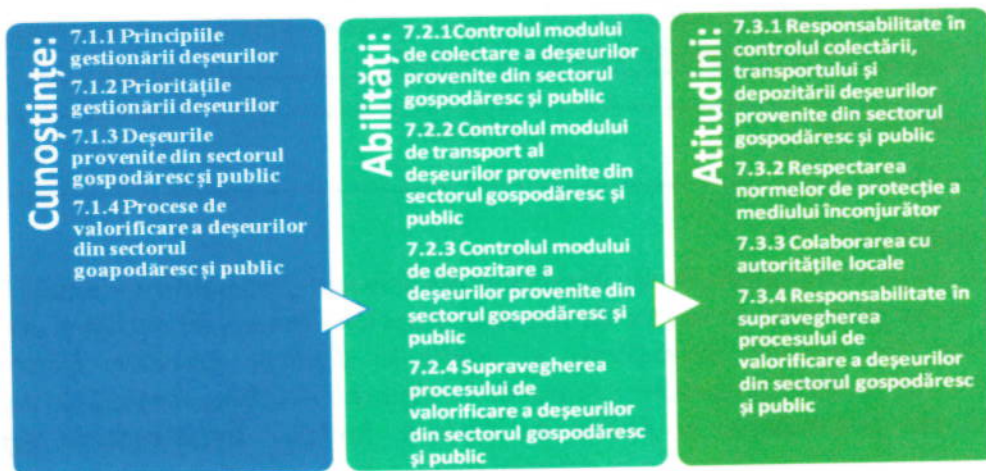 Cunoștințe:
7.1.1 Principiile
gestionării deșeurilor
7.1.2 Prioritățile
gestionării deșeurilor
7.1.3 Deșeurile
provenite din sectorul
gospodăresc și public
7.1.4 Procese de
valorificare a deșeurilor
din sectorul
goapodăresc și public
Abilități:
7.2.1Controlul modului
de colectare a deșeurilor
provenite din sectorul
gospodăresc și public
7.2.2 Controlul modului
de transport al
deșeurilor provenite din
sectorul gospodăresc și
public
7.2.3 Controlul modului
de depozitare a
deșeurilor provenite din
sectorul gospodăresc și
public
7.2.4 Supravegherea
procesului de
valorificare a deșeurilor
din sectorul gospodăresc
și public
Atitudini:
7.3.1 Responsabilitate în
controlul colectării,
transportului și
depozitării deșeurilor
provenite din sectorul
gospodăresc și public
7.3.2 Respectarea
normelor de protecție a
mediului înconjurător
7.3.3 Colaborarea cu
autoritățile locale
7.3.4 Responsabilitate în
supravegherea
procesului de
valorificare a deșeurilor
din sectorul gospodăresc
și public